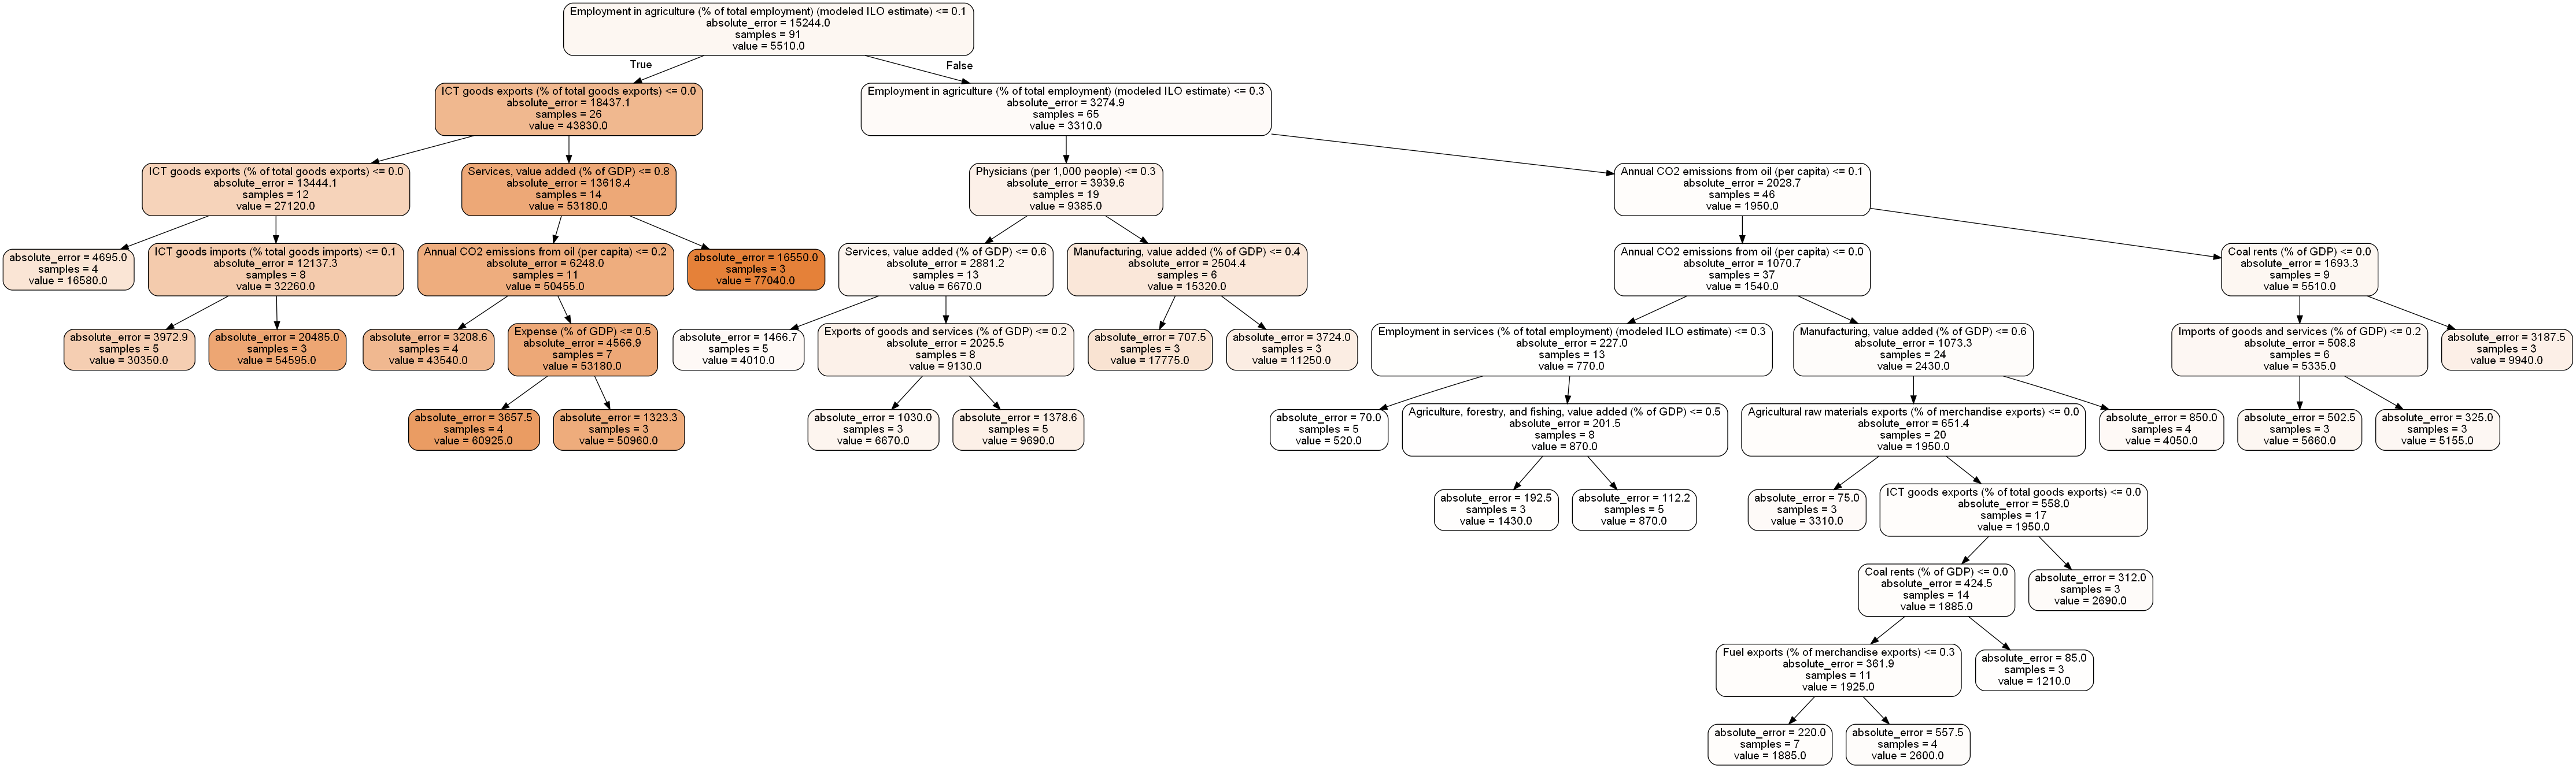 Employment in agriculture (% of total employment) (modeled ILO estimate) <= 0.1
absolute_error = 15244.0
samples = 91
value = 5510.0
True
False
ICT goods exports (% of total goods exports) <= 0.0
absolute_error = 18437.1
samples = 26
value = 43830.0
Employment in agriculture (% of total employment) (modeled ILO estimate) <= 0.3
absolute_error = 3274.9
samples = 65
value = 3310.0
ICT goods exports (% of total goods exports) <= 0.0
absolute_error = 13444.1
samples = 12
value = 27120.0
Services, value added (% of GDP) <= 0.8
absolute_error = 13618.4
samples = 14
value = 53180.0
Physicians (per 1,000 people) <= 0.3
absolute_error = 3939.6
samples = 19
value = 9385.0
Annual CO2 emissions from oil (per capita) <= 0.1
absolute_error = 2028.7
samples = 46
value = 1950.0
absolute_error = 4695.0
samples = 4
value = 16580.0
ICT goods imports (% total goods imports) <= 0.1
absolute_error = 12137.3
samples = 8
value = 32260.0
Annual CO2 emissions from oil (per capita) <= 0.2
absolute_error = 6248.0
samples = 11
value = 50455.0
absolute_error = 16550.0
samples = 3
value = 77040.0
Services, value added (% of GDP) <= 0.6
absolute_error = 2881.2
samples = 13
value = 6670.0
Manufacturing, value added (% of GDP) <= 0.4
absolute_error = 2504.4
samples = 6
value = 15320.0
Annual CO2 emissions from oil (per capita) <= 0.0
absolute_error = 1070.7
samples = 37
value = 1540.0
Coal rents (% of GDP) <= 0.0
absolute_error = 1693.3
samples = 9
value = 5510.0
absolute_error = 3972.9
samples = 5
value = 30350.0
absolute_error = 20485.0
samples = 3
value = 54595.0
absolute_error = 3208.6
samples = 4
value = 43540.0
Expense (% of GDP) <= 0.5
absolute_error = 4566.9
samples = 7
value = 53180.0
absolute_error = 1466.7
samples = 5
value = 4010.0
Exports of goods and services (% of GDP) <= 0.2
absolute_error = 2025.5
samples = 8
value = 9130.0
absolute_error = 707.5
samples = 3
value = 17775.0
absolute_error = 3724.0
samples = 3
value = 11250.0
Employment in services (% of total employment) (modeled ILO estimate) <= 0.3
absolute_error = 227.0
samples = 13
value = 770.0
Manufacturing, value added (% of GDP) <= 0.6
absolute_error = 1073.3
samples = 24
value = 2430.0
Imports of goods and services (% of GDP) <= 0.2
absolute_error = 508.8
samples = 6
value = 5335.0
absolute_error = 3187.5
samples = 3
value = 9940.0
absolute_error = 3657.5
samples = 4
value = 60925.0
absolute_error = 1323.3
samples = 3
value = 50960.0
absolute_error = 1030.0
samples = 3
value = 6670.0
absolute_error = 1378.6
samples = 5
value = 9690.0
absolute_error = 70.0
samples = 5
value = 520.0
Agriculture, forestry, and fishing, value added (% of GDP) <= 0.5
absolute_error = 201.5
samples = 8
value = 870.0
Agricultural raw materials exports (% of merchandise exports) <= 0.0
absolute_error = 651.4
samples = 20
value = 1950.0
absolute_error = 850.0
samples = 4
value = 4050.0
absolute_error = 502.5
samples = 3
value = 5660.0
absolute_error = 325.0
samples = 3
value = 5155.0
absolute_error = 192.5
samples = 3
value = 1430.0
absolute_error = 112.2
samples = 5
value = 870.0
absolute_error = 75.0
samples = 3
value = 3310.0
ICT goods exports (% of total goods exports) <= 0.0
absolute_error = 558.0
samples = 17
value = 1950.0
Coal rents (% of GDP) <= 0.0
absolute_error = 424.5
samples = 14
value = 1885.0
absolute_error = 312.0
samples = 3
value = 2690.0
Fuel exports (% of merchandise exports) <= 0.3
absolute_error = 361.9
samples = 11
value = 1925.0
absolute_error = 85.0
samples = 3
value = 1210.0
absolute_error = 220.0
samples = 7
value = 1885.0
absolute_error = 557.5
samples = 4
value = 2600.0